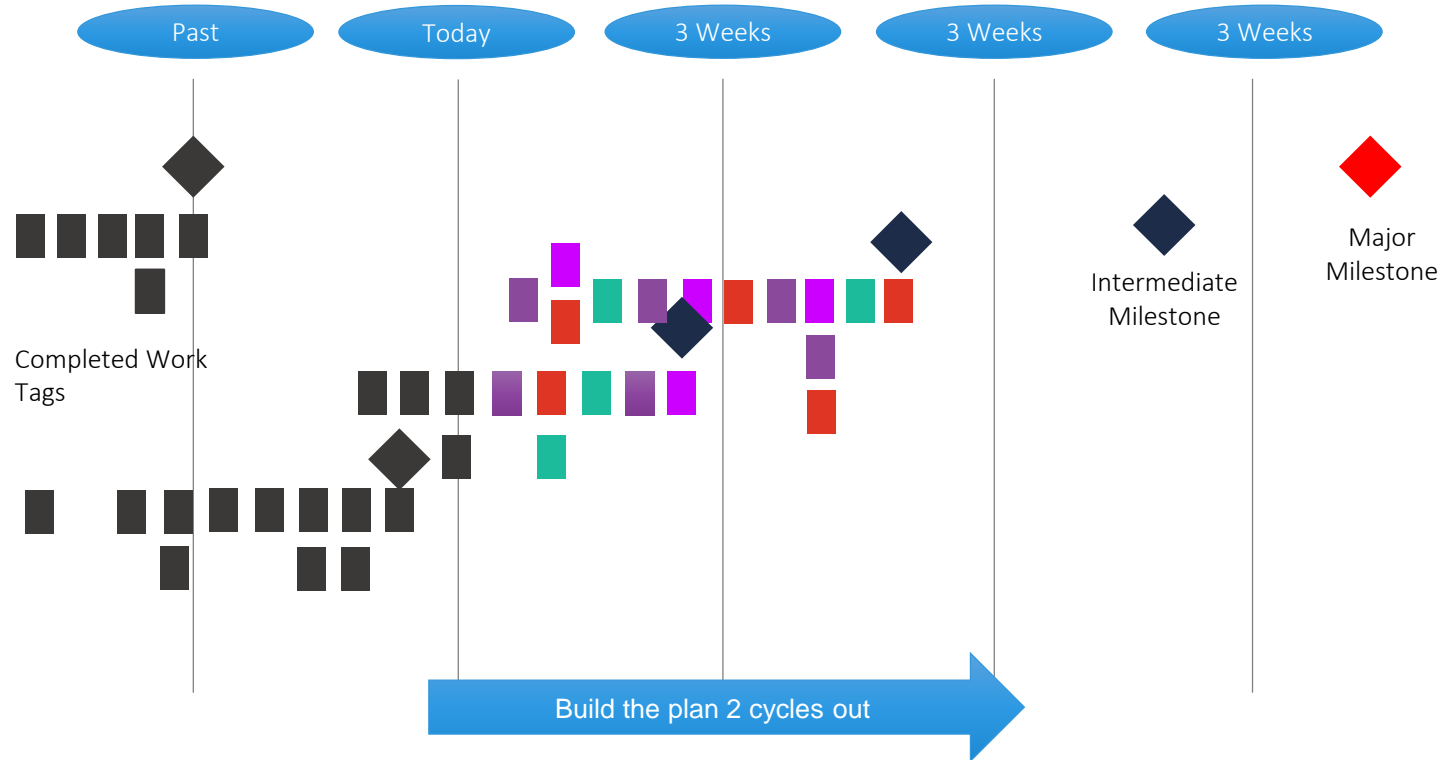 Past
Today
3 Weeks
3 Weeks
3 Weeks
Major
Milestone
Intermediate
Milestone
Completed Work
Tags
Build the plan 2 cycles out